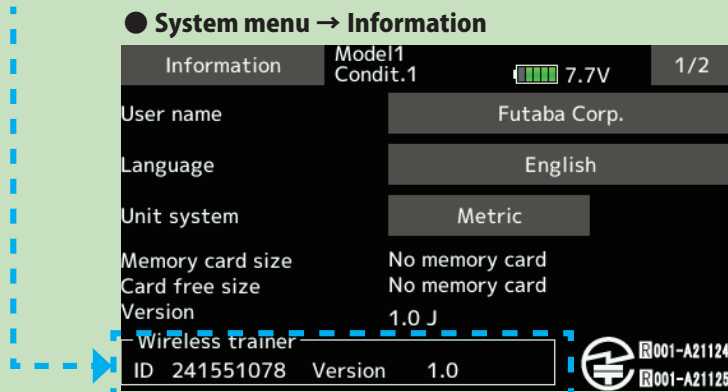 ● System menu → Information
Information Model1 Condit.1 7.7V 1/2
User name Futaba Corp.
Language English
Unit system Metric
Memory card size No memory card
Card free size No memory card
Version 1.0 J
Wireless trainer
ID 241551078 Version 1.0
R001-A21124
R001-A21125